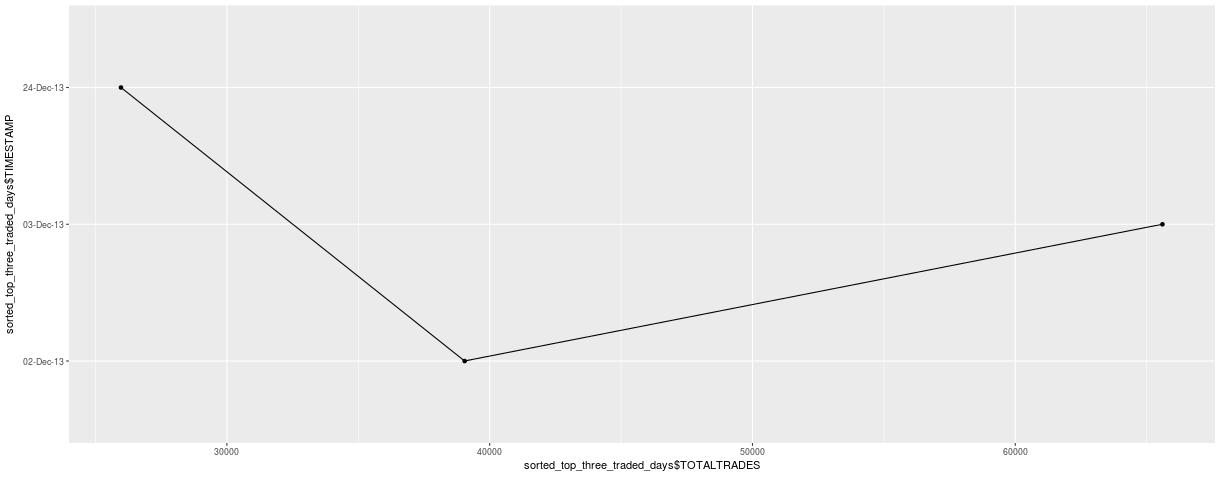 sorted_top_three_traded_days$TIMESTAMP
24-Dec-13
03-Dec-13
02-Dec-13
30000 40000 50000 60000
sorted_top_three_traded_days$TOTALTRADES